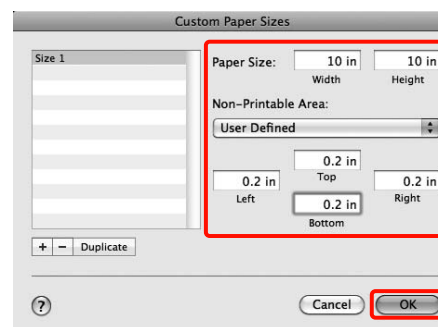 Custom Paper Sizes
Size 1
Paper Size: 10 in 10 in
Width Height
Non-Printable Area:
User Defined
0.2 in
Top
0.2 in 0.2 in
Left Right
0.2 in
Bottom
+ − Duplicate
? Cancel OK